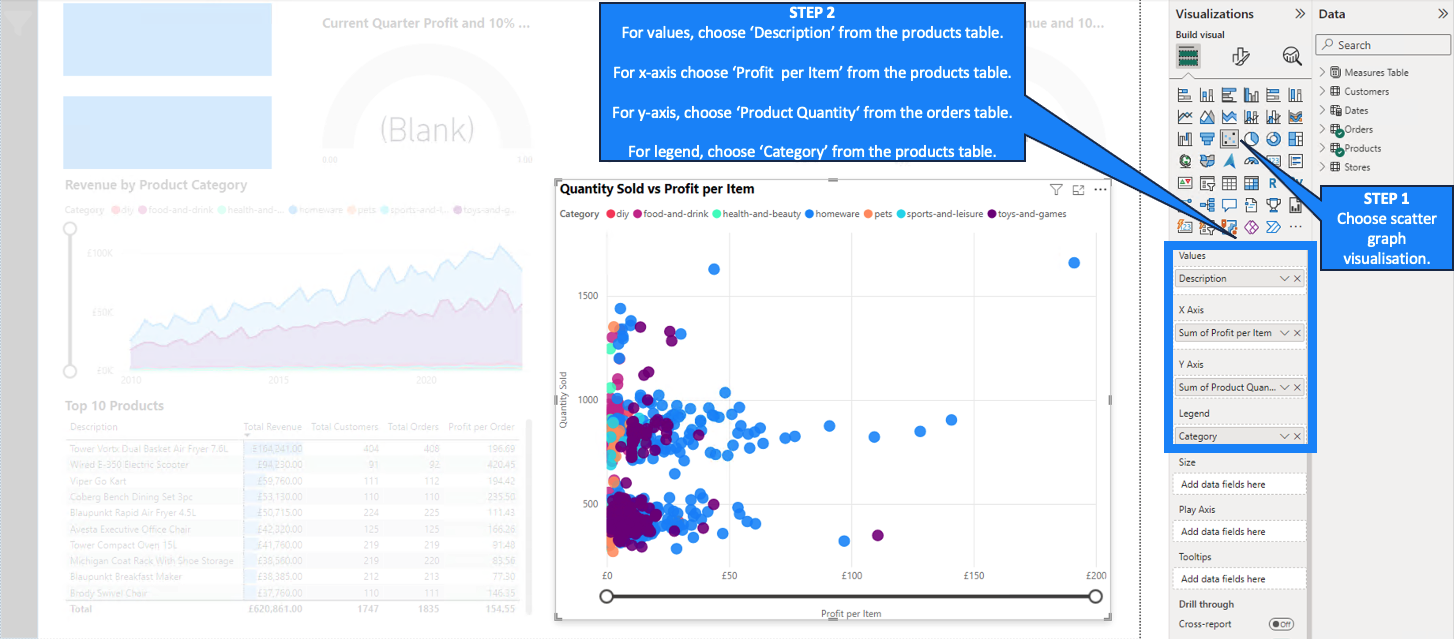 Current Quarter Profit and 10% ...
(Blank)
0.00
1.0M
Revenue by Product Category
Category diy food-and-drink health-and-... homeware pets sports-and-l... toys-and-g...
£100K
£50K
£0K
2010
2015
2020
Top 10 Products
Description Total Revenue Total Customers Total Orders Profit per Order
Tower Vortx Dual Basket Air Fryer 7.6L £164,241.00 404 408 196.69
Wired E-350 Electric Scooter £94,230.00 91 92 420.45
Viper Go Kart £59,760.00 111 112 184.42
Coberg Bench Dining Set 3pc £53,130.00 110 110 235.50
Blaupunkt Rapid Air Fryer 4.5L £50,715.00 224 225 111.43
Avesta Executive Office Chair £42,320.00 125 125 166.26
Tower Compact Oven 15L £41,760.00 219 219 91.48
Michigan Coat Rack With Shoe Storage £38,560.00 219 220 83.56
Blaupunkt Breakfast Maker £38,385.00 212 213 77.30
Brody Swivel Chair £37,760.00 110 111 146.35
Total £620,861.00 1747 1835 154.55
STEP 2
For values, choose ‘Description’ from the products table.
For x-axis choose ‘Profit per Item’ from the products table.
For y-axis, choose ‘Product Quantity’ from the orders table.
For legend, choose ‘Category’ from the products table.
nue and 10...
Quantity Sold vs Profit per Item
Category diy food-and-drink health-and-beauty homeware pets sports-and-leisure toys-and-games
Quantity Sold
1500
1000
500
£0 £50 £100 £150 £200
Profit per Item
Visualizations
Build visual
STEP 1
Choose scatter
graph
visualisation.
Values
Description
X Axis
Sum of Profit per Item
Y Axis
Sum of Product Quan...
Legend
Category
Size
Add data fields here
Play Axis
Add data fields here
Tooltips
Add data fields here
Drill through
Cross-report
Off
Data
Search
Measures Table
Customers
Dates
Orders
Products
Stores